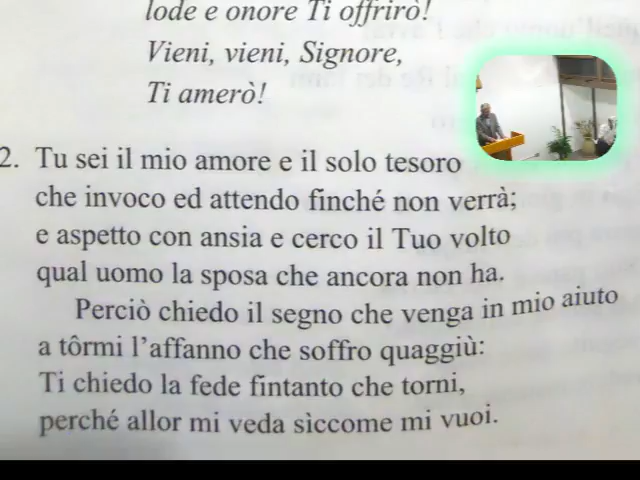 lode e onore Ti offrirò!
Vieni, vieni, Signore,
Ti amerò!
2. Tu sei il mio amore e il solo tesoro
che invoco ed attendo finché non verrà;
e aspetto con ansia e cerco il Tuo volto
qual uomo la sposa che ancora non ha.
Perciò chiedo il segno che venga in mio aiuto
a tôrmi l'affanno che soffro quaggiù:
Ti chiedo la fede fintanto che torni,
perché allor mi veda sìccome mi vuoi.